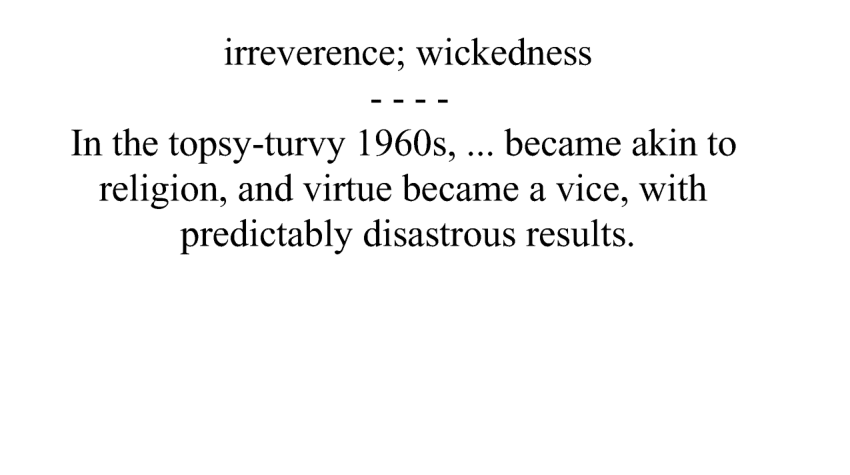 irreverence; wickedness
- - - -
In the topsy-turvy 1960s, ... became akin to
religion, and virtue became a vice, with
predictably disastrous results.